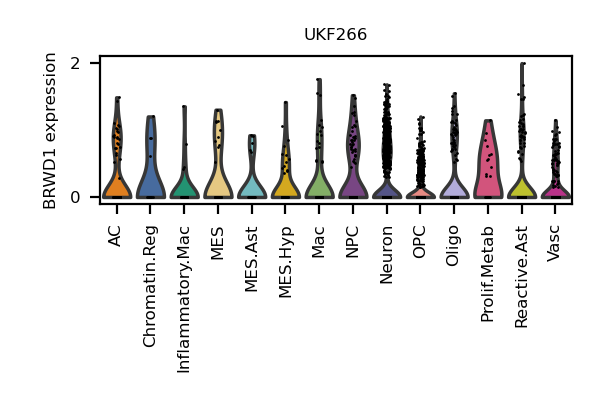 UKF266
BRWD1 expression
2
0
AC
Chromatin.Reg
Inflammatory.Mac
MES
MES.Ast
MES.Hyp
Mac
NPC
Neuron
OPC
Oligo
Prolif.Metab
Reactive.Ast
Vasc